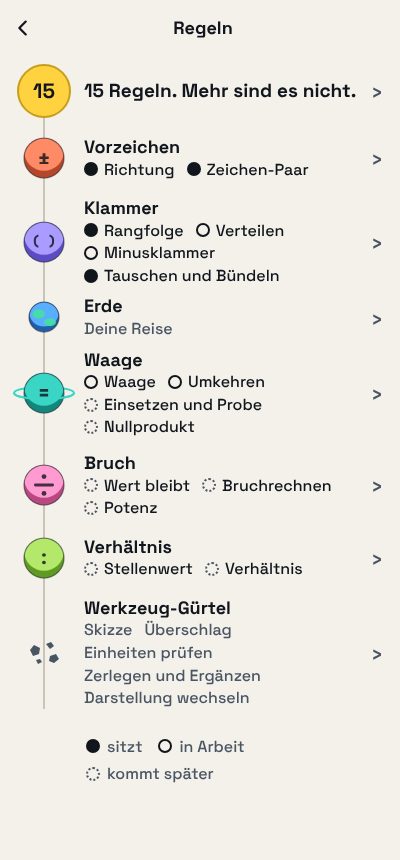 Regeln
15 15 Regeln. Mehr sind es nicht. >
± Vorzeichen
Richtung Zeichen-Paar >
Klammer
Rangfolge Verteilen
( ) Minusklammer >
Tauschen und Bündeln
Erde
Deine Reise >
Waage
Waage Umkehren
= Einsetzen und Probe >
Nullprodukt
Bruch
÷ Wert bleibt Bruchrechnen >
Potenz
Verhältnis
: Stellenwert Verhältnis >
Werkzeug-Gürtel
Skizze Überschlag
Einheiten prüfen >
Zerlegen und Ergänzen
Darstellung wechseln
sitzt in Arbeit
kommt später